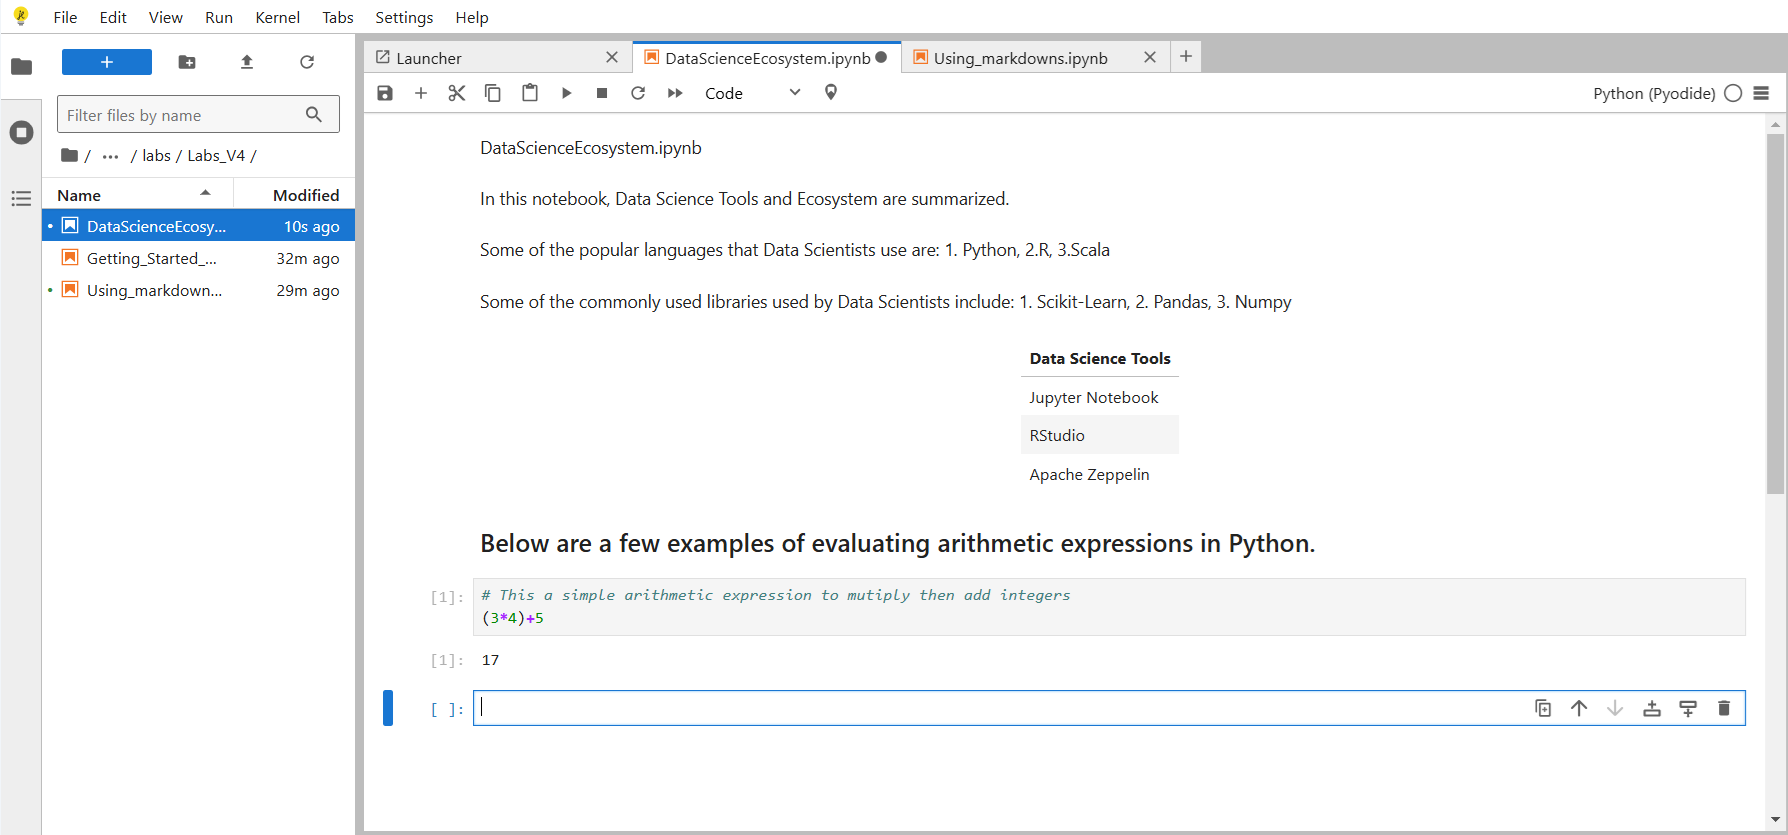 File Edit View Run Kernel Tabs Settings Help
Launcher
DataScienceEcosystem.ipynb
Using_markdowns.ipynb
Filter files by name
/ ... / labs / Labs_V4 /
Name Modified
DataScienceEcosy... 10s ago
Getting_Started_... 32m ago
Using_markdown... 29m ago
Code
Python (Pyodide)
DataScienceEcosystem.ipynb
In this notebook, Data Science Tools and Ecosystem are summarized.
Some of the popular languages that Data Scientists use are: 1. Python, 2.R, 3.Scala
Some of the commonly used libraries used by Data Scientists include: 1. Scikit-Learn, 2. Pandas, 3. Numpy
Data Science Tools
Jupyter Notebook
RStudio
Apache Zeppelin
Below are a few examples of evaluating arithmetic expressions in Python.
[1]: # This a simple arithmetic expression to mutiply then add integers
(3*4)+5
[1]: 17
[ ]: